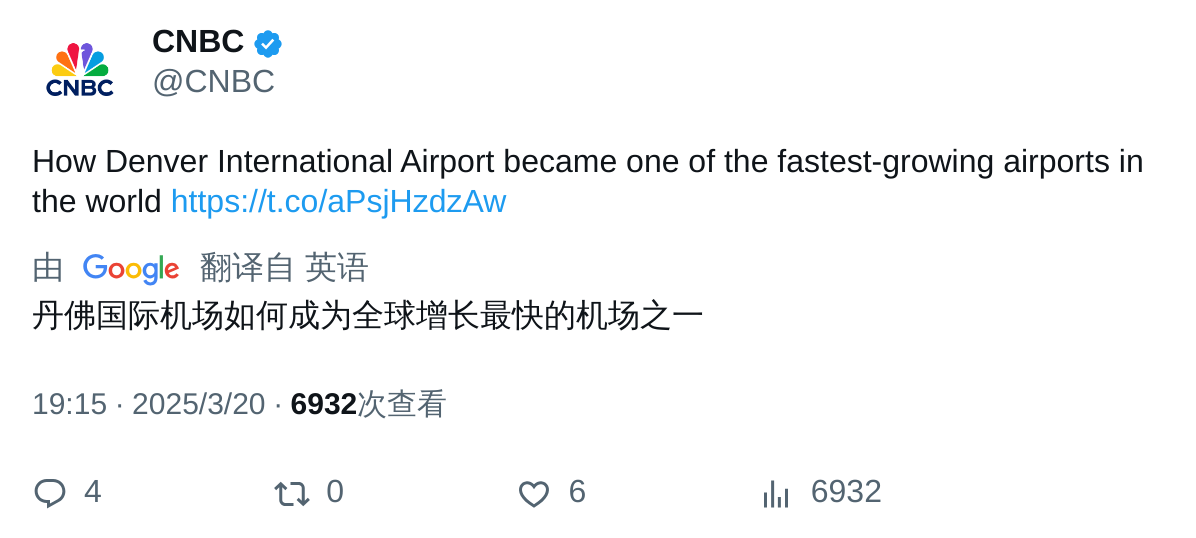 CNBC
CNBC
@CNBC
How Denver International Airport became one of the fastest-growing airports in
the world https://t.co/aPsjHzdzAw
由 Google 翻译自 英语
丹佛国际机场如何成为全球增长最快的机场之一
19:15 · 2025/3/20 · 6932次查看
4 0 6 6932